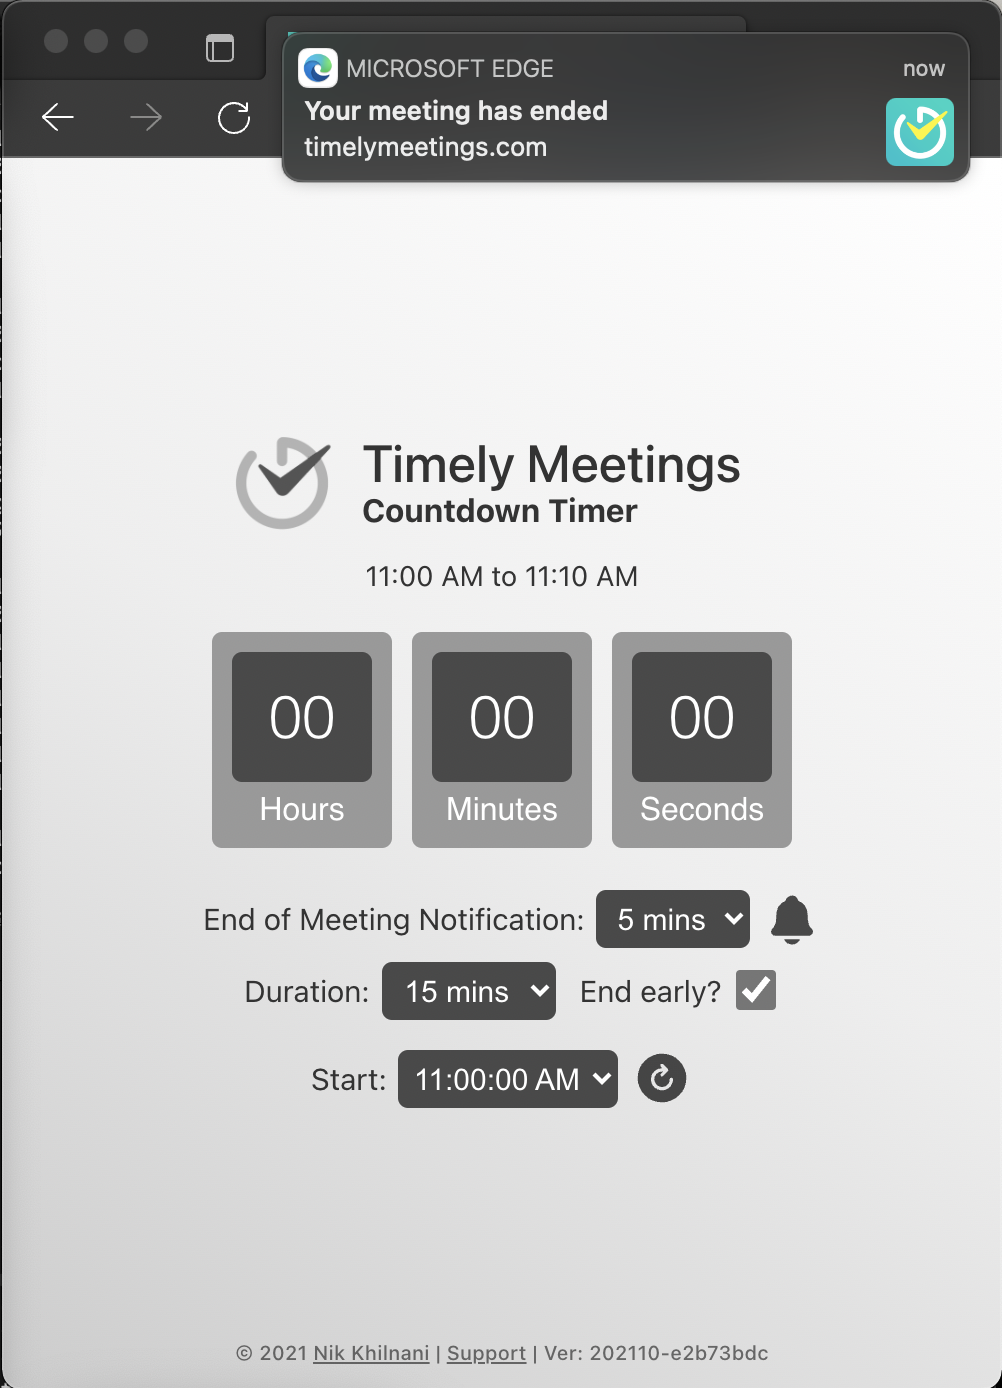 MICROSOFT EDGE now
Your meeting has ended
timelymeetings.com
Timely Meetings
Countdown Timer
11:00 AM to 11:10 AM
00 00 00
Hours Minutes Seconds
End of Meeting Notification: 5 mins
Duration: 15 mins End early?
Start: 11:00:00 AM
© 2021 Nik Khilnani | Support | Ver: 202110-e2b73bdc